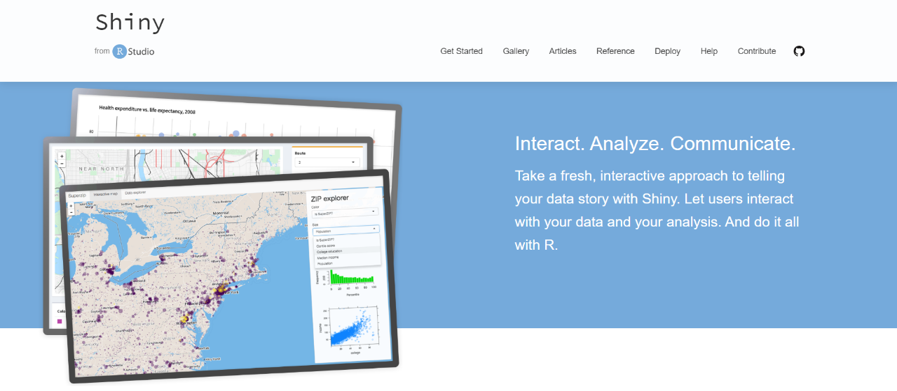 Shiny
from R Studio
Get Started Gallery Articles Reference Deploy Help Contribute
Health expenditure vs. life expectancy, 2008
NEAR NORTH
Route
2
ZIP explorer
Interact. Analyze. Communicate.
Take a fresh, interactive approach to telling
your data story with Shiny. Let users interact
with your data and your analysis. And do it all
with R.